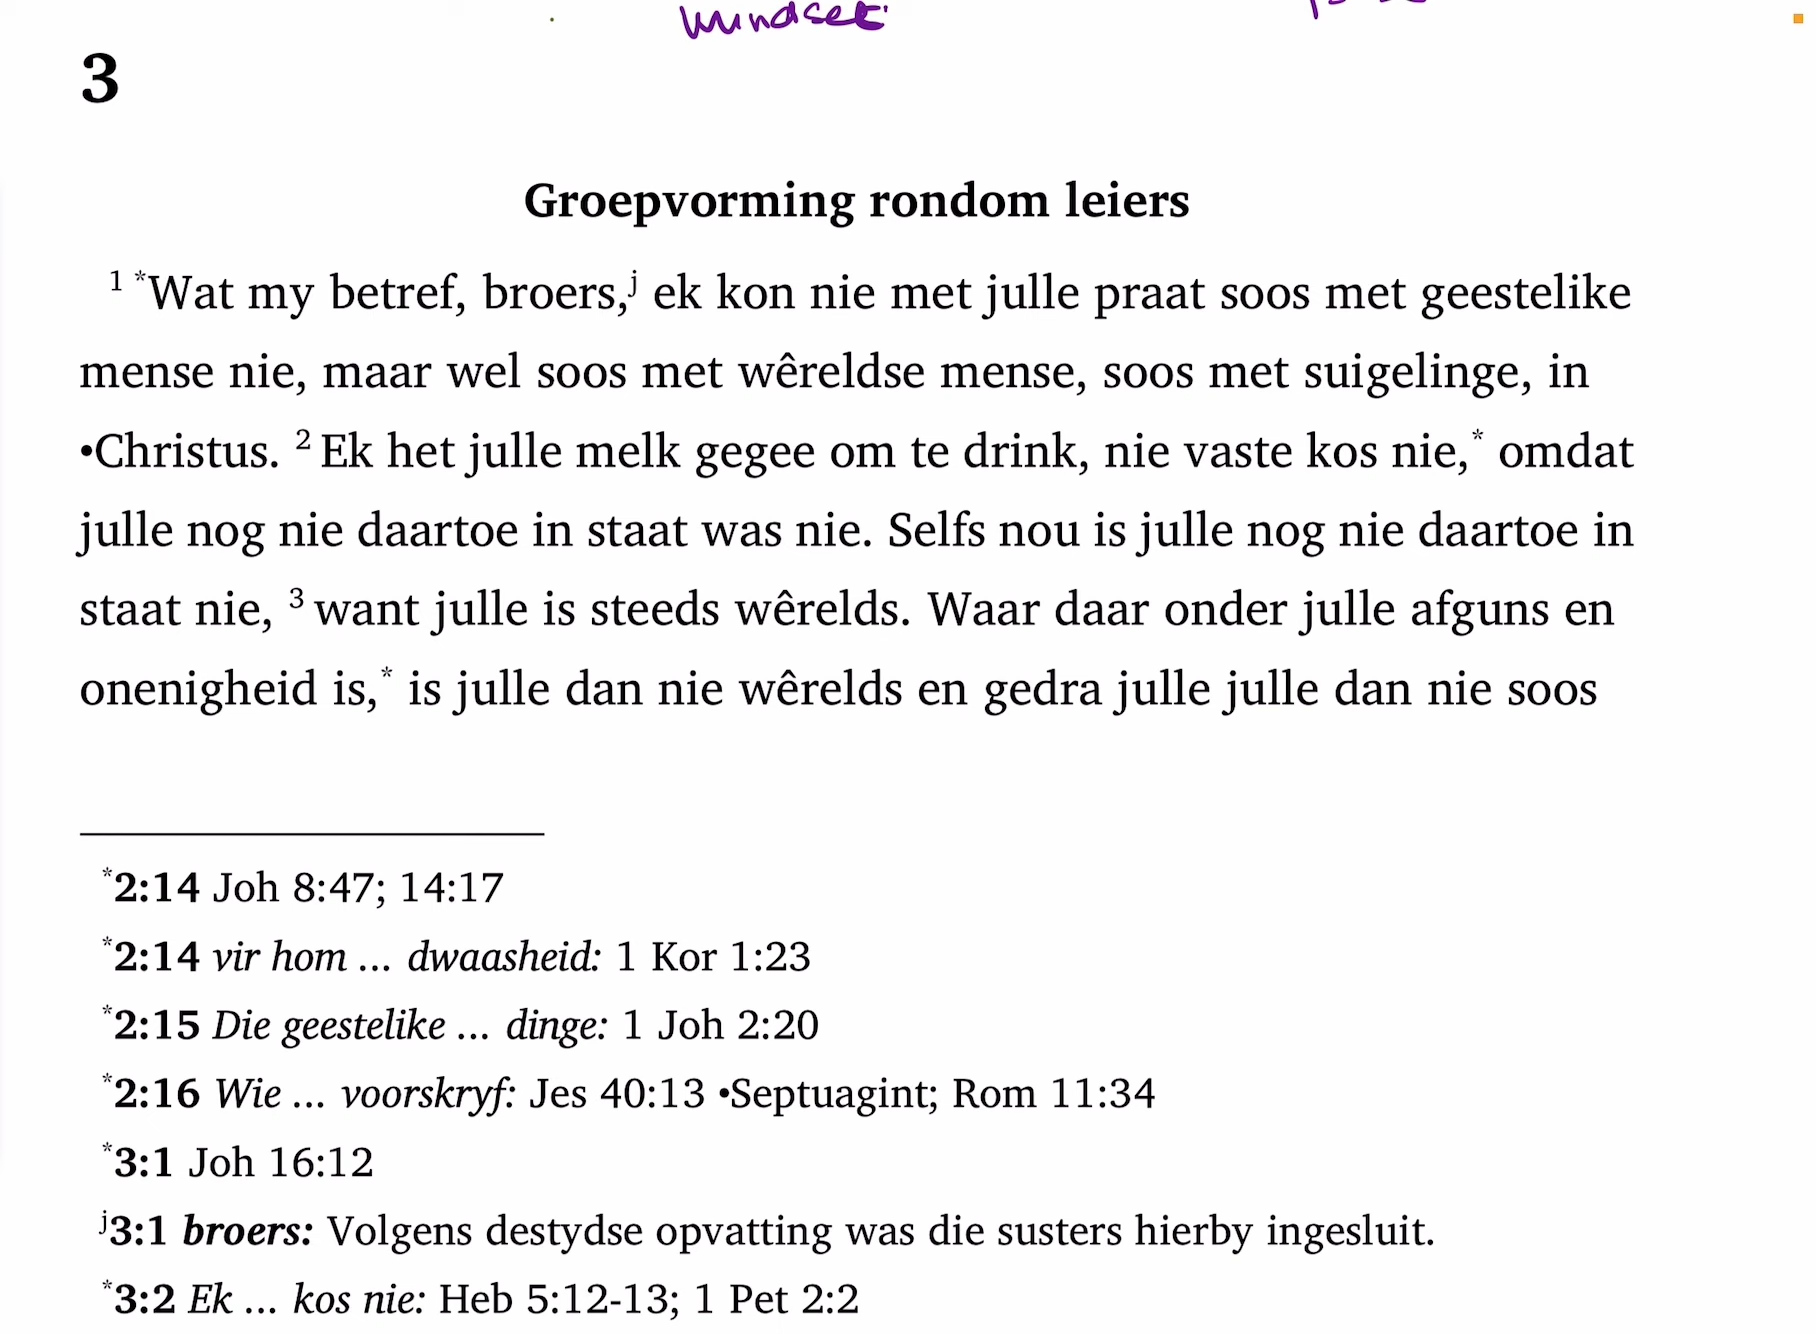 mindset
3
Groepvorming rondom leiers
1 *Wat my betref, broers,j ek kon nie met julle praat soos met geestelike
mense nie, maar wel soos met wêreldse mense, soos met suigelinge, in
•Christus. 2 Ek het julle melk gegee om te drink, nie vaste kos nie,* omdat
julle nog nie daartoe in staat was nie. Selfs nou is julle nog nie daartoe in
staat nie, 3 want julle is steeds wêrelds. Waar daar onder julle afguns en
onenigheid is,* is julle dan nie wêrelds en gedra julle julle dan nie soos
*2:14 Joh 8:47; 14:17
*2:14 vir hom ... dwaasheid: 1 Kor 1:23
*2:15 Die geestelike ... dinge: 1 Joh 2:20
*2:16 Wie ... voorskryf: Jes 40:13 •Septuagint; Rom 11:34
*3:1 Joh 16:12
j3:1 broers: Volgens destydse opvatting was die susters hierby ingesluit.
*3:2 Ek ... kos nie: Heb 5:12-13; 1 Pet 2:2